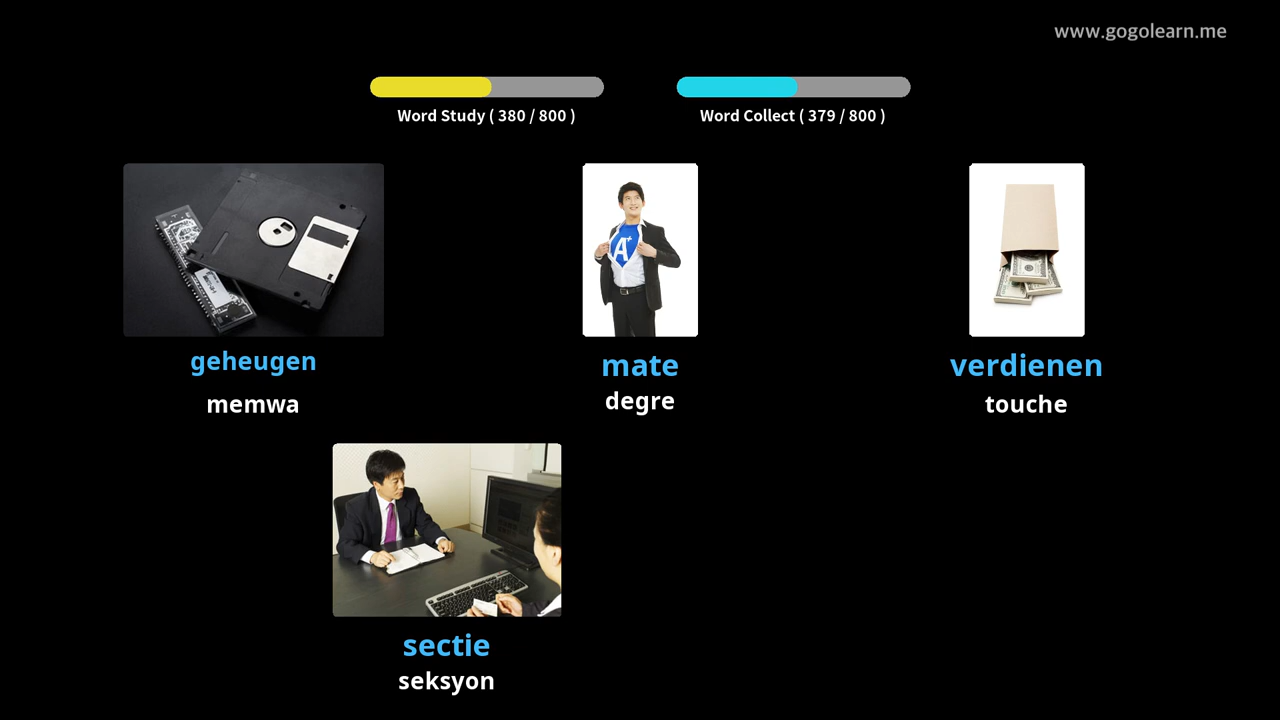 www.gogolearn.me
Word Study ( 380 / 800 )
Word Collect ( 379 / 800 )
A+
geheugen
memwa
mate
degre
verdienen
touche
sectie
seksyon